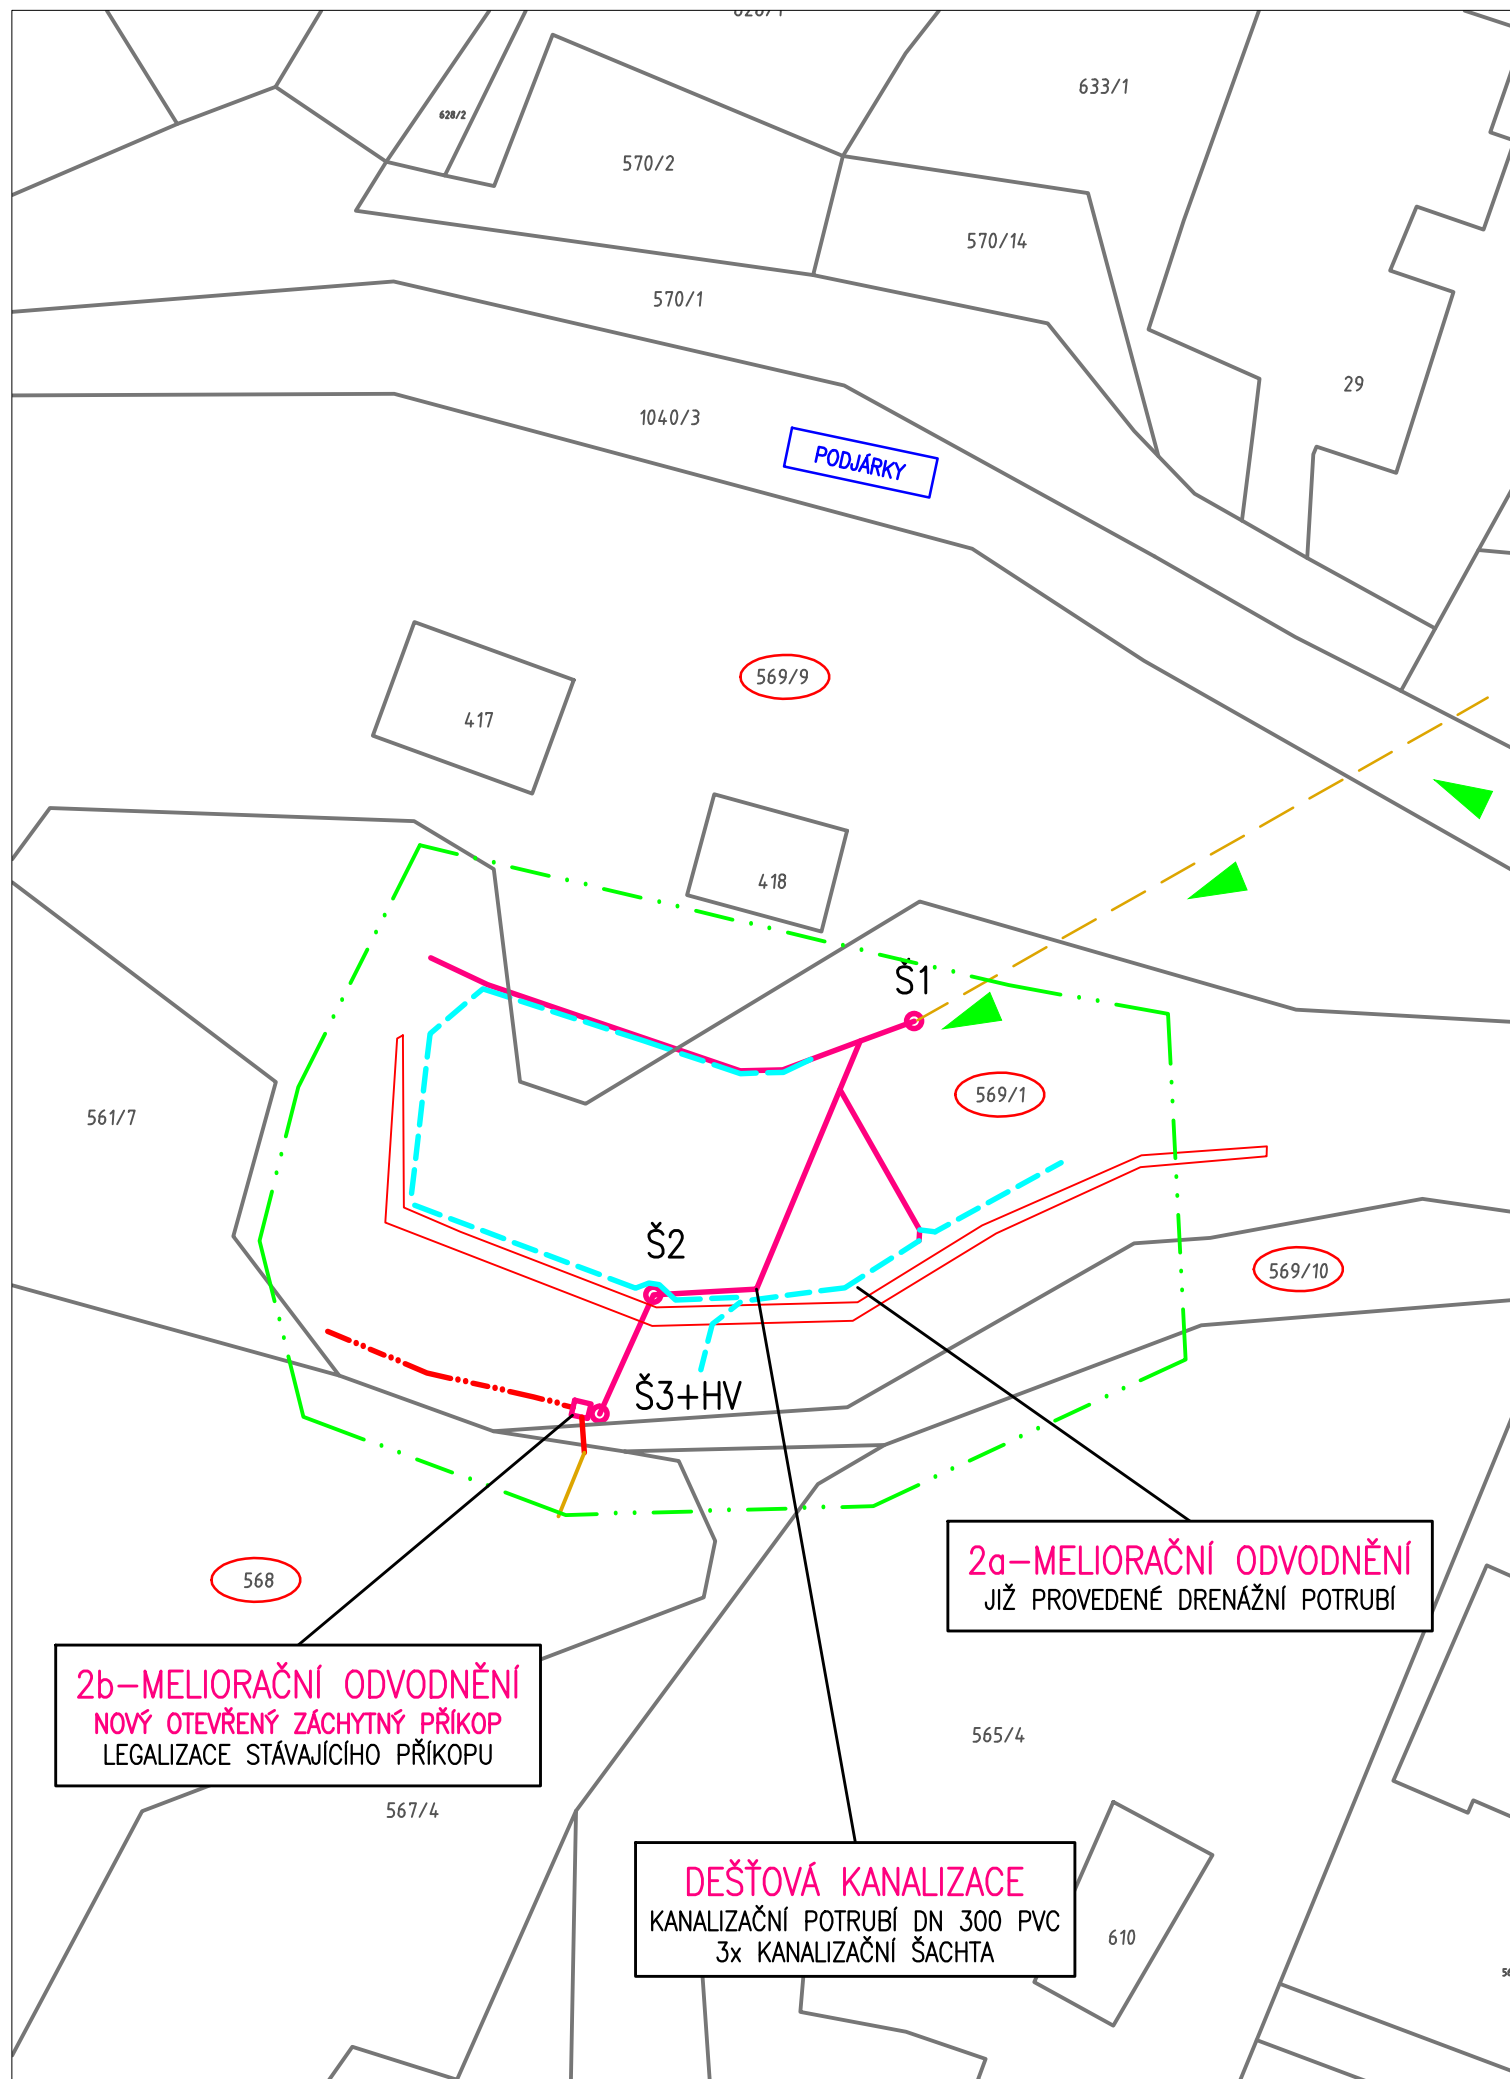 633/1
628/2
570/2
570/14
570/1
29
1040/3
PODJÁRKY
569/9
417
418
Š1
569/1
561/7
Š2
569/10
Š3+HV
2a-MELIORAČNÍ ODVODNĚNÍ
JIŽ PROVEDENÉ DRENÁŽNÍ POTRUBÍ
568
2b-MELIORAČNÍ ODVODNĚNÍ
NOVÝ OTEVŘENÝ ZÁCHYTNÝ PŘÍKOP
LEGALIZACE STÁVAJÍCÍHO PŘÍKOPU
565/4
567/4
DEŠŤOVÁ KANALIZACE
KANALIZAČNÍ POTRUBÍ DN 300 PVC
3x KANALIZAČNÍ ŠACHTA
610